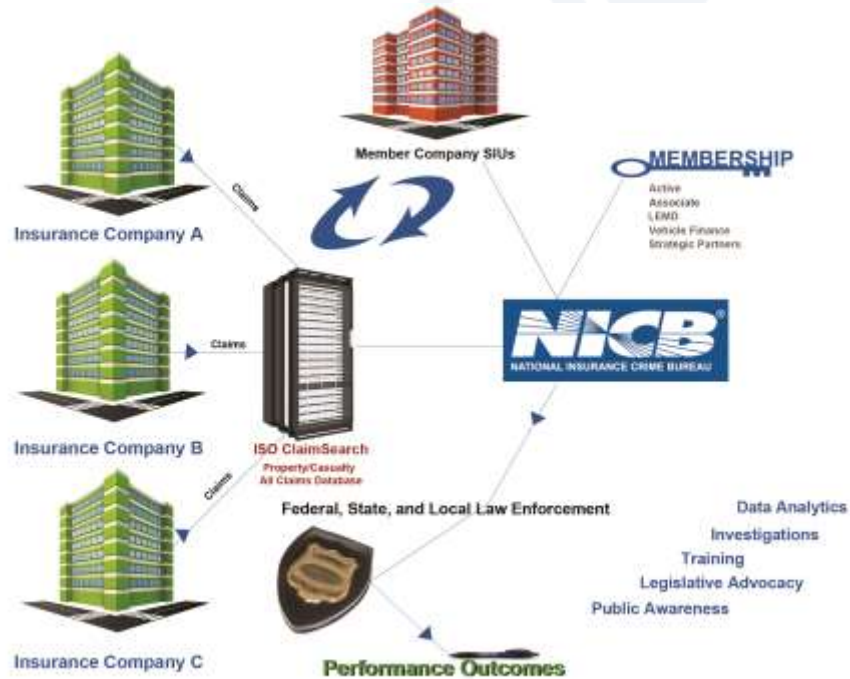 Member Company SIUs
MEMBERSHIP
Active
Associate
LEMO
Vehicle Finance
Strategic Partners
Claims
Insurance Company A
Claims
NICB®
NATIONAL INSURANCE CRIME BUREAU
Insurance Company B
ISO ClaimSearch
Property/Casualty
All Claims Database
Claims
Federal, State, and Local Law Enforcement
Data Analytics
Investigations
Training
Legislative Advocacy
Public Awareness
Insurance Company C
Performance Outcomes